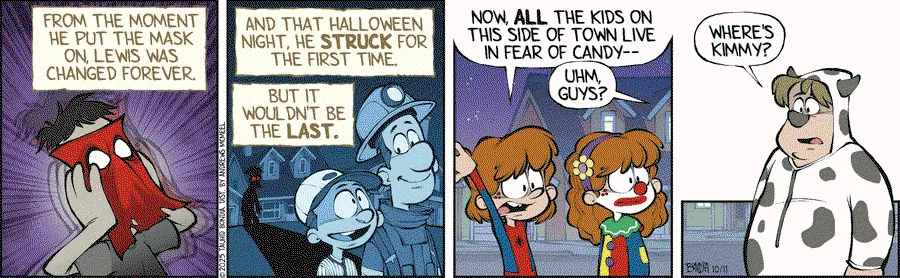 FROM THE MOMENT
HE PUT THE MASK
ON, LEWIS WAS
CHANGED FOREVER.
AND THAT HALLOWEEN
NIGHT, HE STRUCK FOR
THE FIRST TIME.
BUT IT
WOULDN'T BE
THE LAST.
NOW, ALL THE KIDS ON
THIS SIDE OF TOWN LIVE
IN FEAR OF CANDY--
UHM,
GUYS?
WHERE'S
KIMMY?
10/11